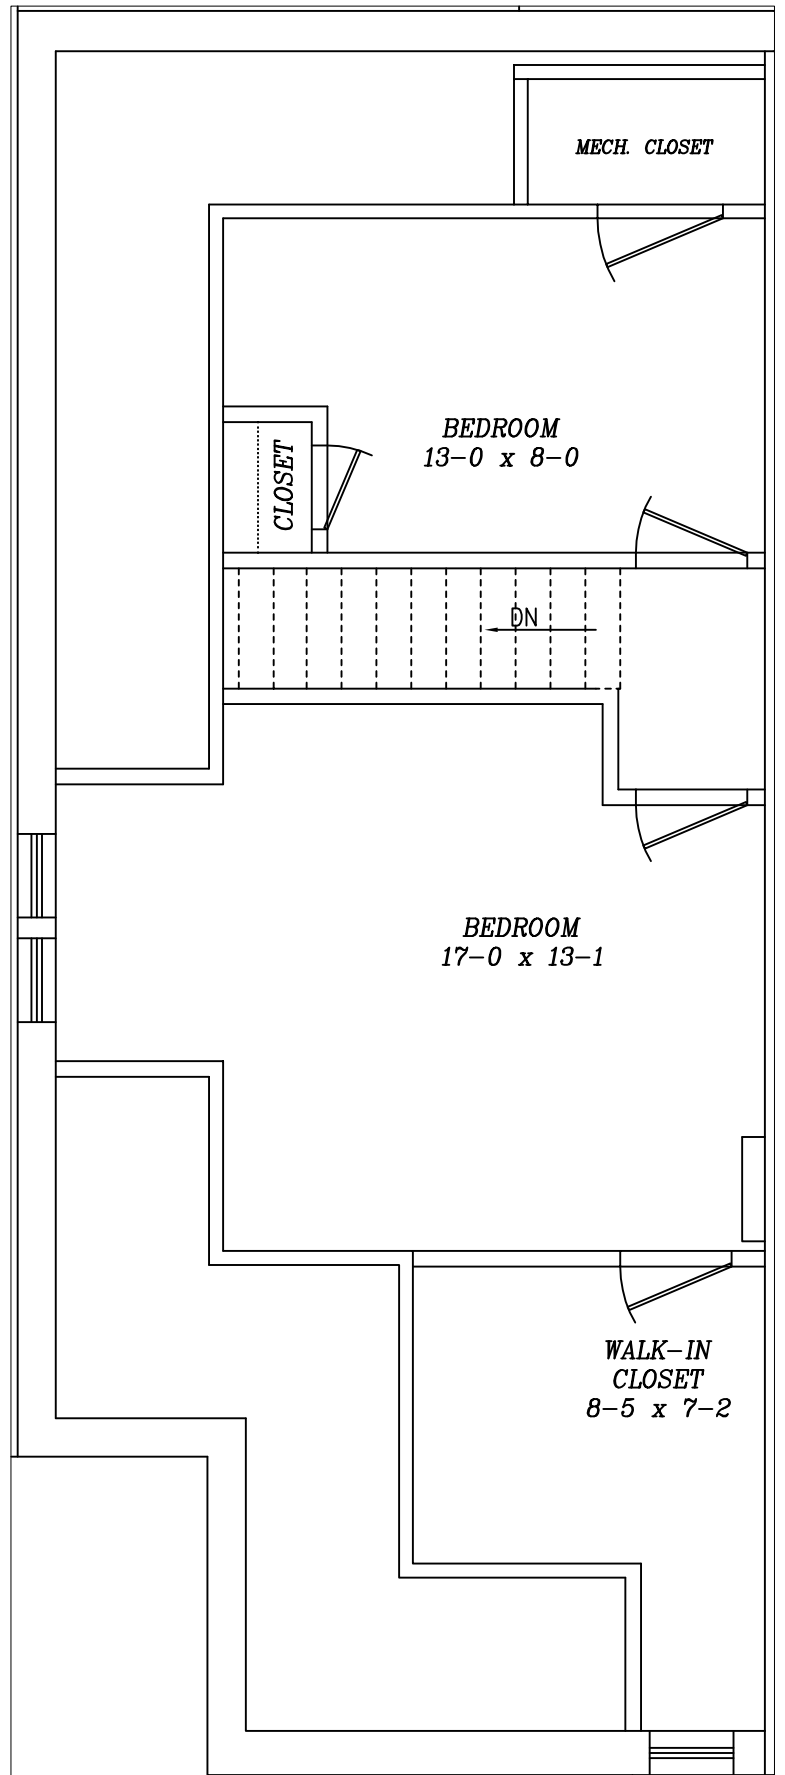 MECH. CLOSET
BEDROOM
13-0 x 8-0
CLOSET
DN
BEDROOM
17-0 x 13-1
WALK-IN
CLOSET
8-5 x 7-2